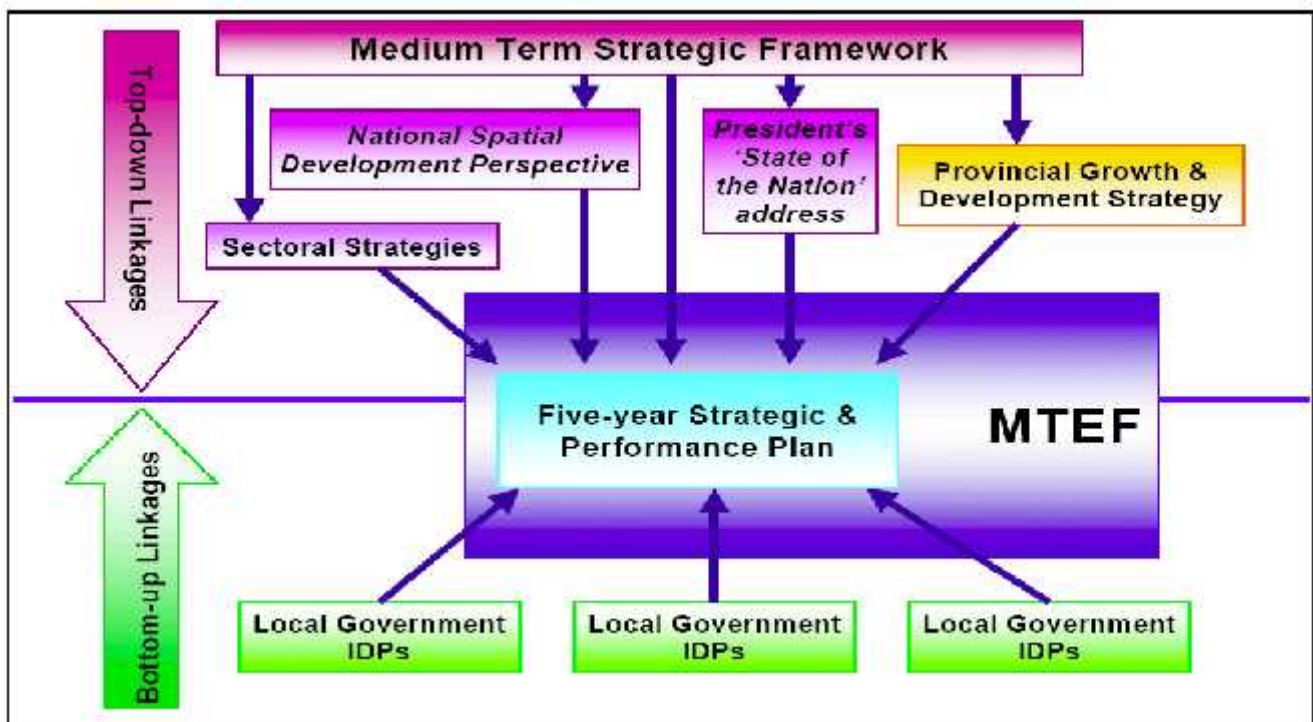 Medium Term Strategic Framework
Top-down Linkages
National Spatial
Development Perspective
President's
'State of
the Nation'
address
Provincial Growth &
Development Strategy
Sectoral Strategies
Five-year Strategic &
Performance Plan
MTEF
Bottom-up Linkages
Local Government
IDPs
Local Government
IDPs
Local Government
IDPs